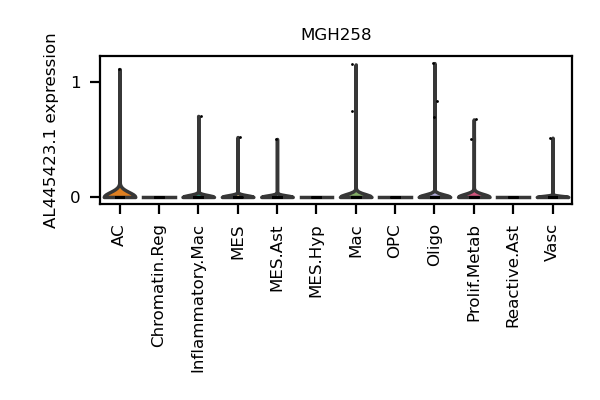 MGH258
AL445423.1 expression
1
0
AC
Chromatin.Reg
Inflammatory.Mac
MES
MES.Ast
MES.Hyp
Mac
OPC
Oligo
Prolif.Metab
Reactive.Ast
Vasc